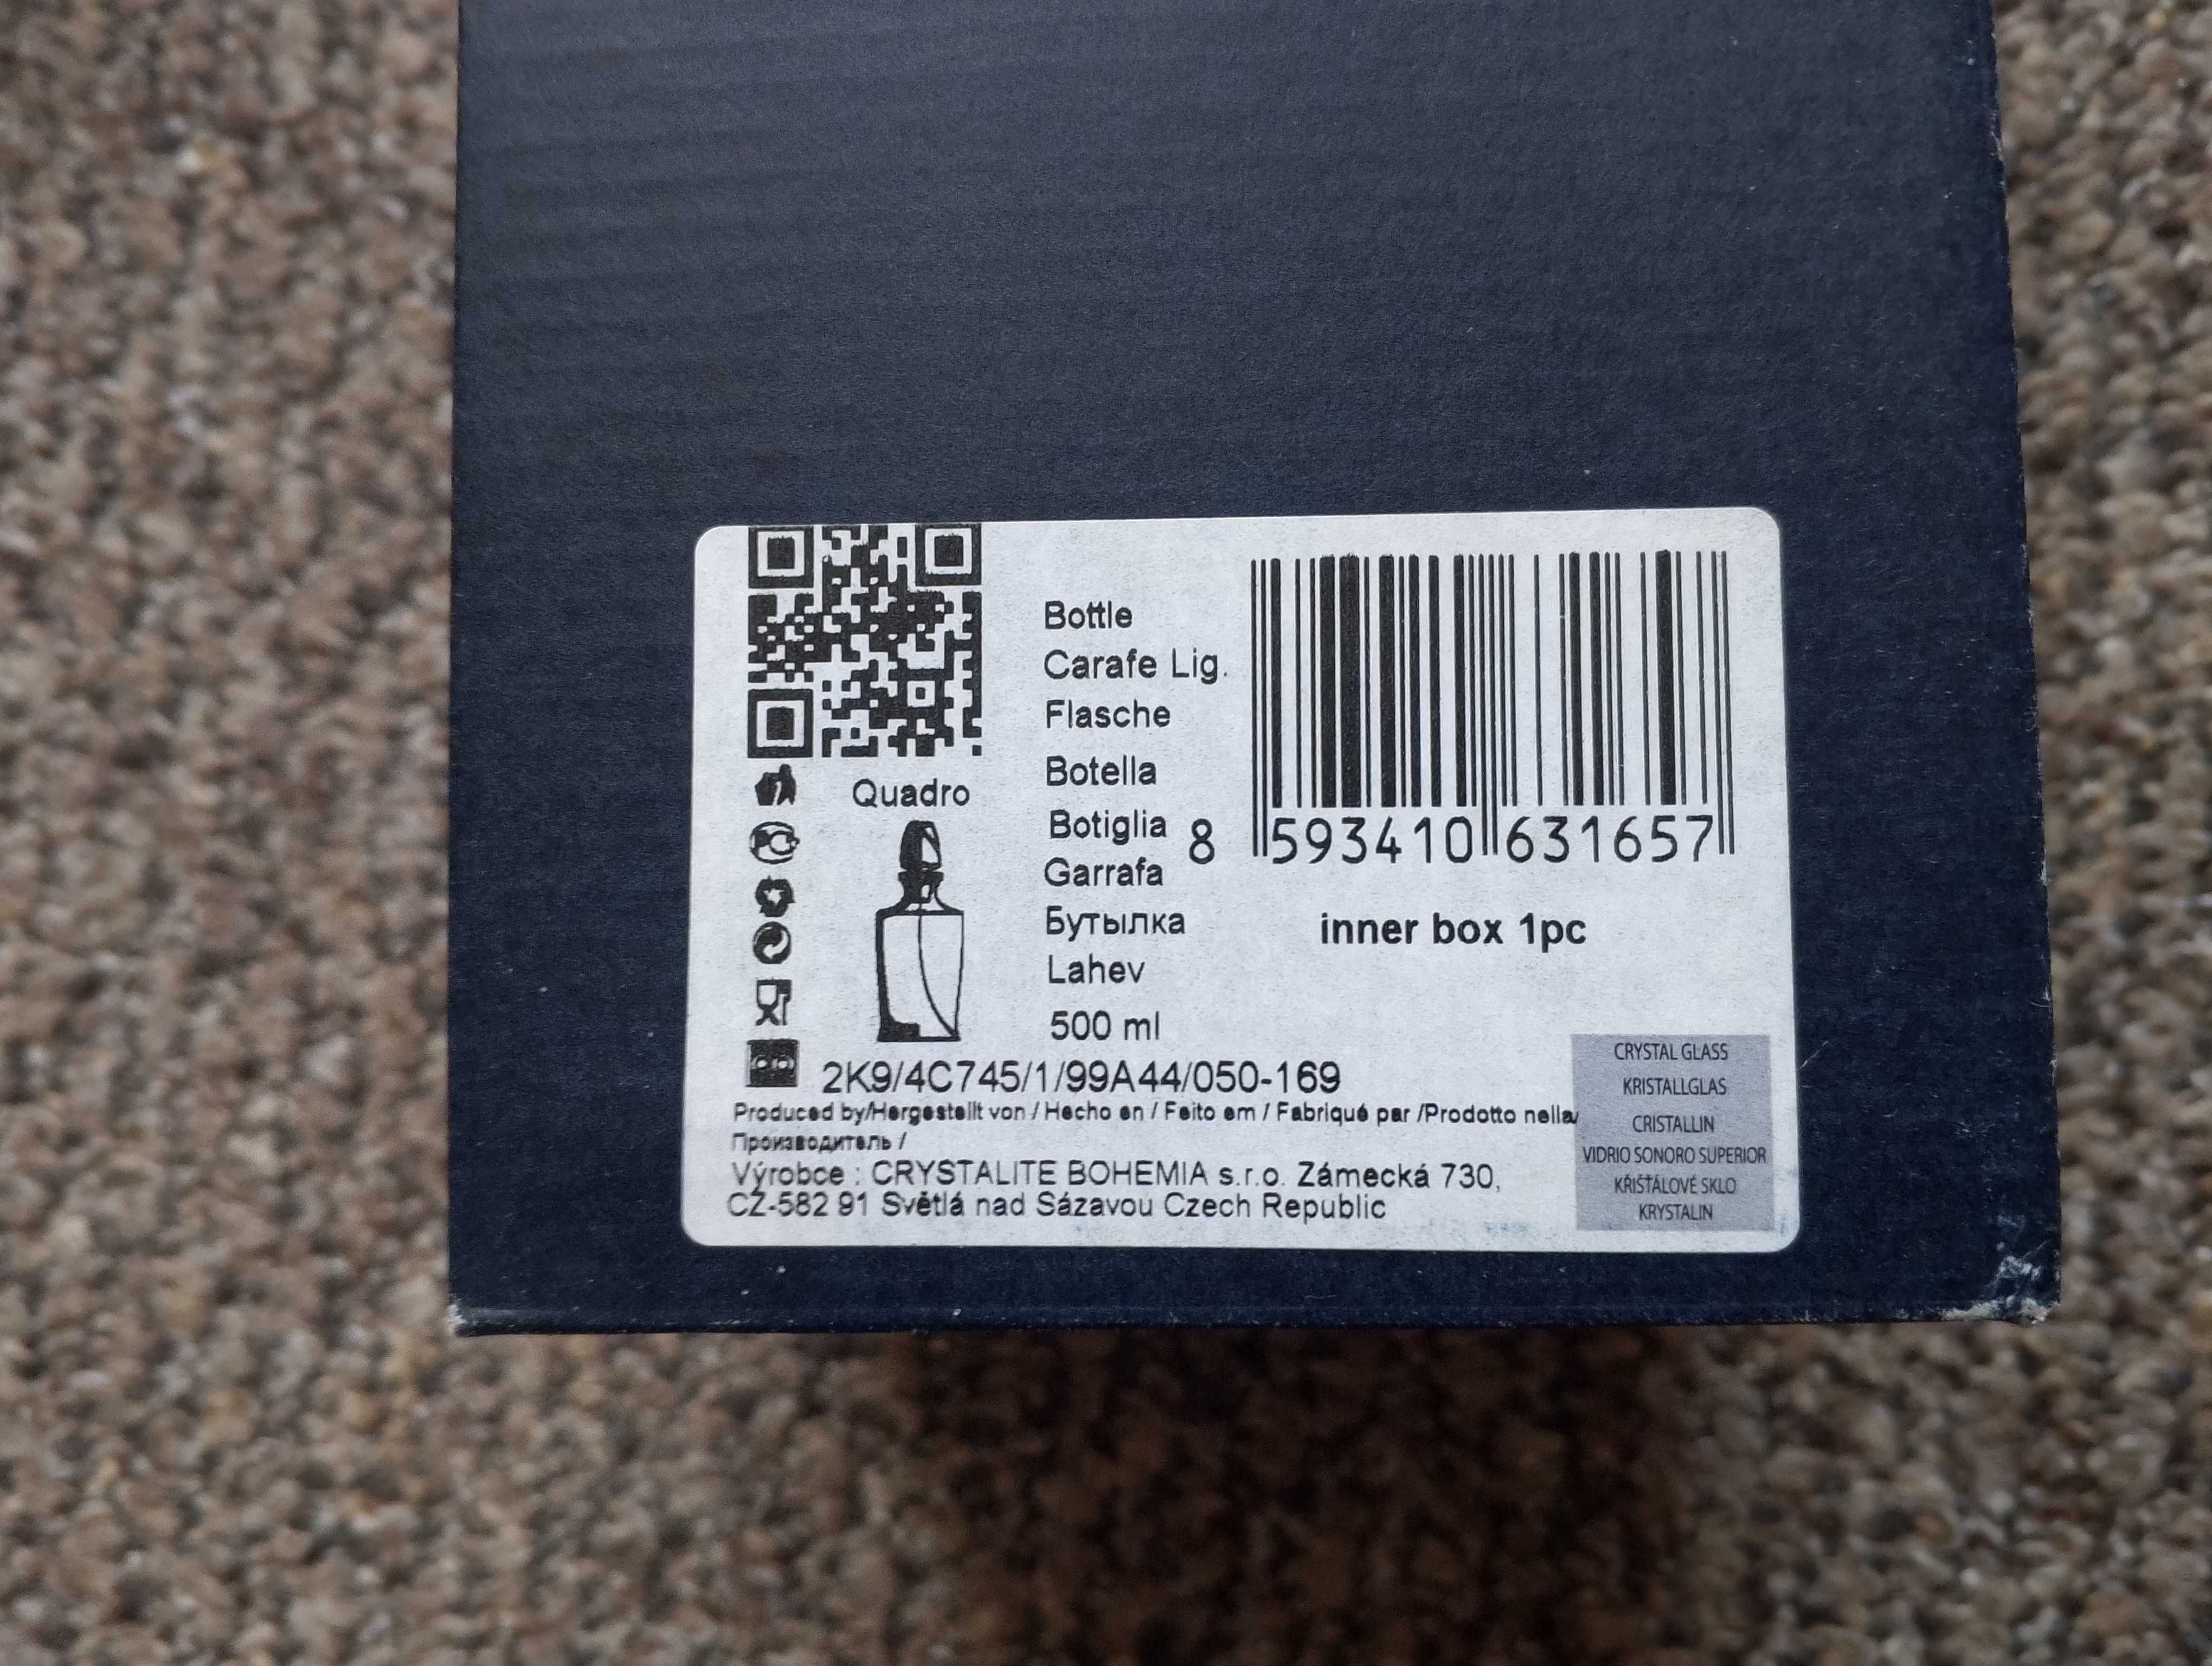 Quadro
Bottle
Carafe Lig.
Flasche
Botella
Botiglia
Garrafa
Бутылка
Lahev
500 ml
8 593410 631657
inner box 1pc
2K9/4C745/1/99A44/050-169
Produced by/Hergestellt von / Hecho en / Feito em / Fabriqué par /Prodotto nella/
Производитель /
Výrobce : CRYSTALITE BOHEMIA s.r.o. Zámecká 730,
CZ-582 91 Světlá nad Sázavou Czech Republic
CRYSTAL GLASS
KRISTALLGLAS
CRISTALLIN
VIDRIO SONORO SUPERIOR
KŘIŠŤÁLOVÉ SKLO
KRYSTALIN